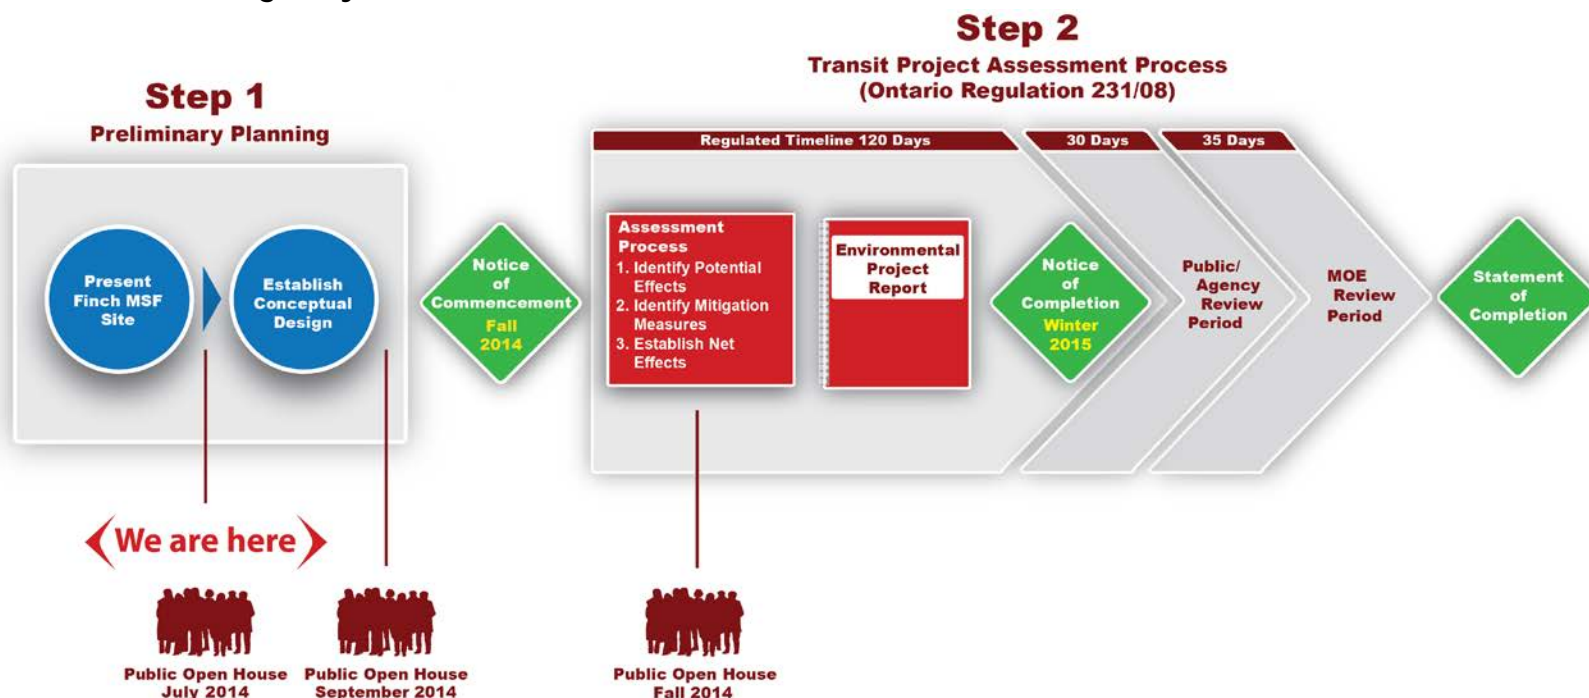 Step 1
Preliminary Planning
Present
Finch MSF
Site
Establish
Conceptual
Design
Notice
of
Commencement
Fall
2014
Step 2
Transit Project Assessment Process
(Ontario Regulation 231/08)
Regulated Timeline 120 Days
30 Days
35 Days
Assessment
Process
1. Identify Potential
Effects
2. Identify Mitigation
Measures
3. Establish Net
Effects
Environmental
Project
Report
Notice
of
Completion
Winter
2015
Public/
Agency
Review
Period
MOE
Review
Period
Statement
of
Completion
We are here
Public Open House
July 2014
Public Open House
September 2014
Public Open House
Fall 2014